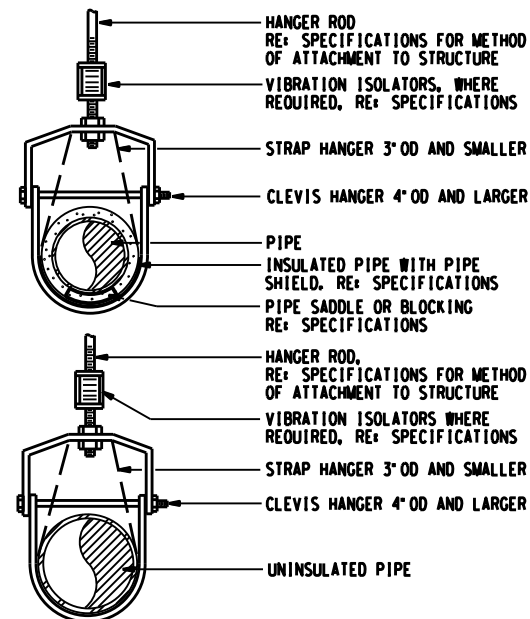 HANGER ROD
RE: SPECIFICATIONS FOR METHOD
OF ATTACHMENT TO STRUCTURE
VIBRATION ISOLATORS, WHERE
REQUIRED, RE: SPECIFICATIONS
STRAP HANGER 3" OD AND SMALLER
CLEVIS HANGER 4" OD AND LARGER
PIPE
INSULATED PIPE WITH PIPE
SHIELD. RE: SPECIFICATIONS
PIPE SADDLE OR BLOCKING
RE: SPECIFICATIONS
HANGER ROD,
RE: SPECIFICATIONS FOR METHOD
OF ATTACHMENT TO STRUCTURE
VIBRATION ISOLATORS WHERE
REQUIRED, RE: SPECIFICATIONS
STRAP HANGER 3" OD AND SMALLER
CLEVIS HANGER 4" OD AND LARGER
UNINSULATED PIPE